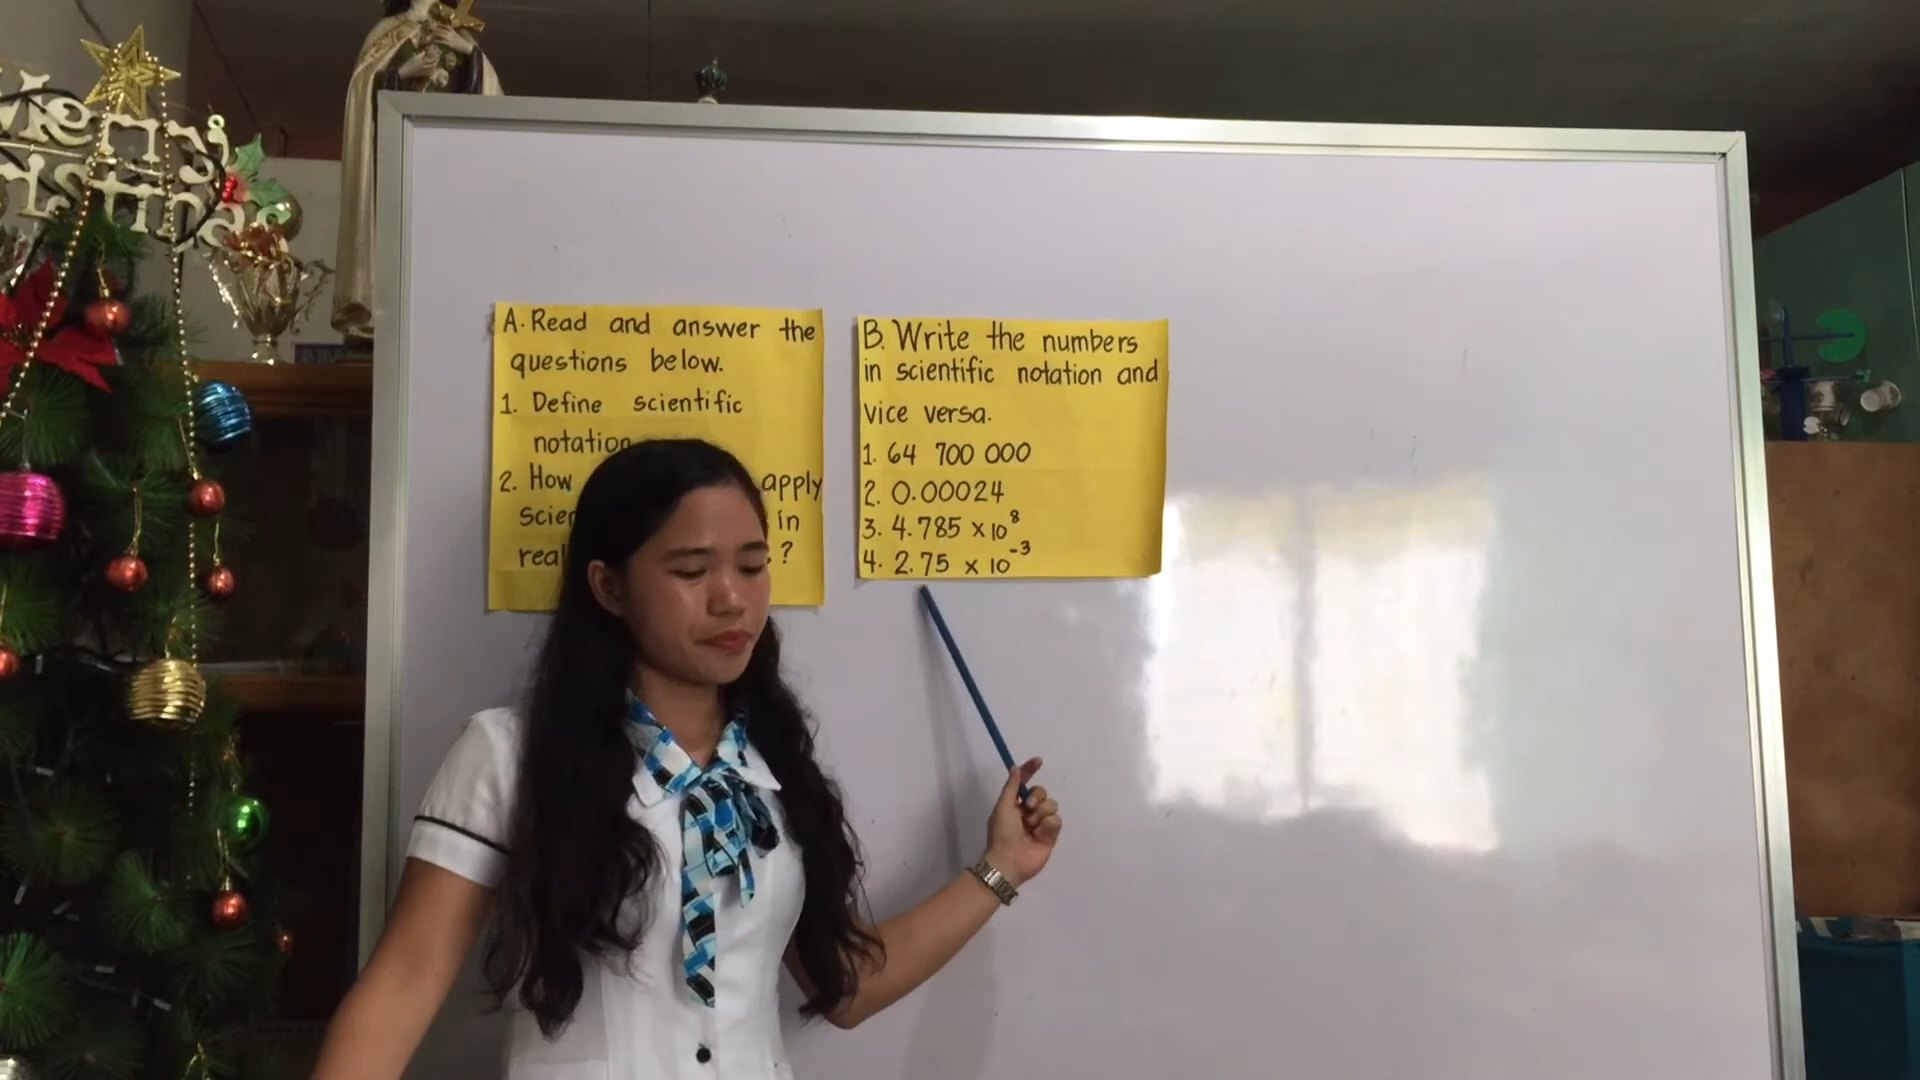 Merry
A. Read and answer the
questions below.
1. Define scientific
notation
2. How apply
in
?
B. Write the numbers
in scientific notation and
vice versa.
1. 64 700 000
2. 0.00024
3. 4.785 x 10⁸
4. 2.75 x 10⁻³